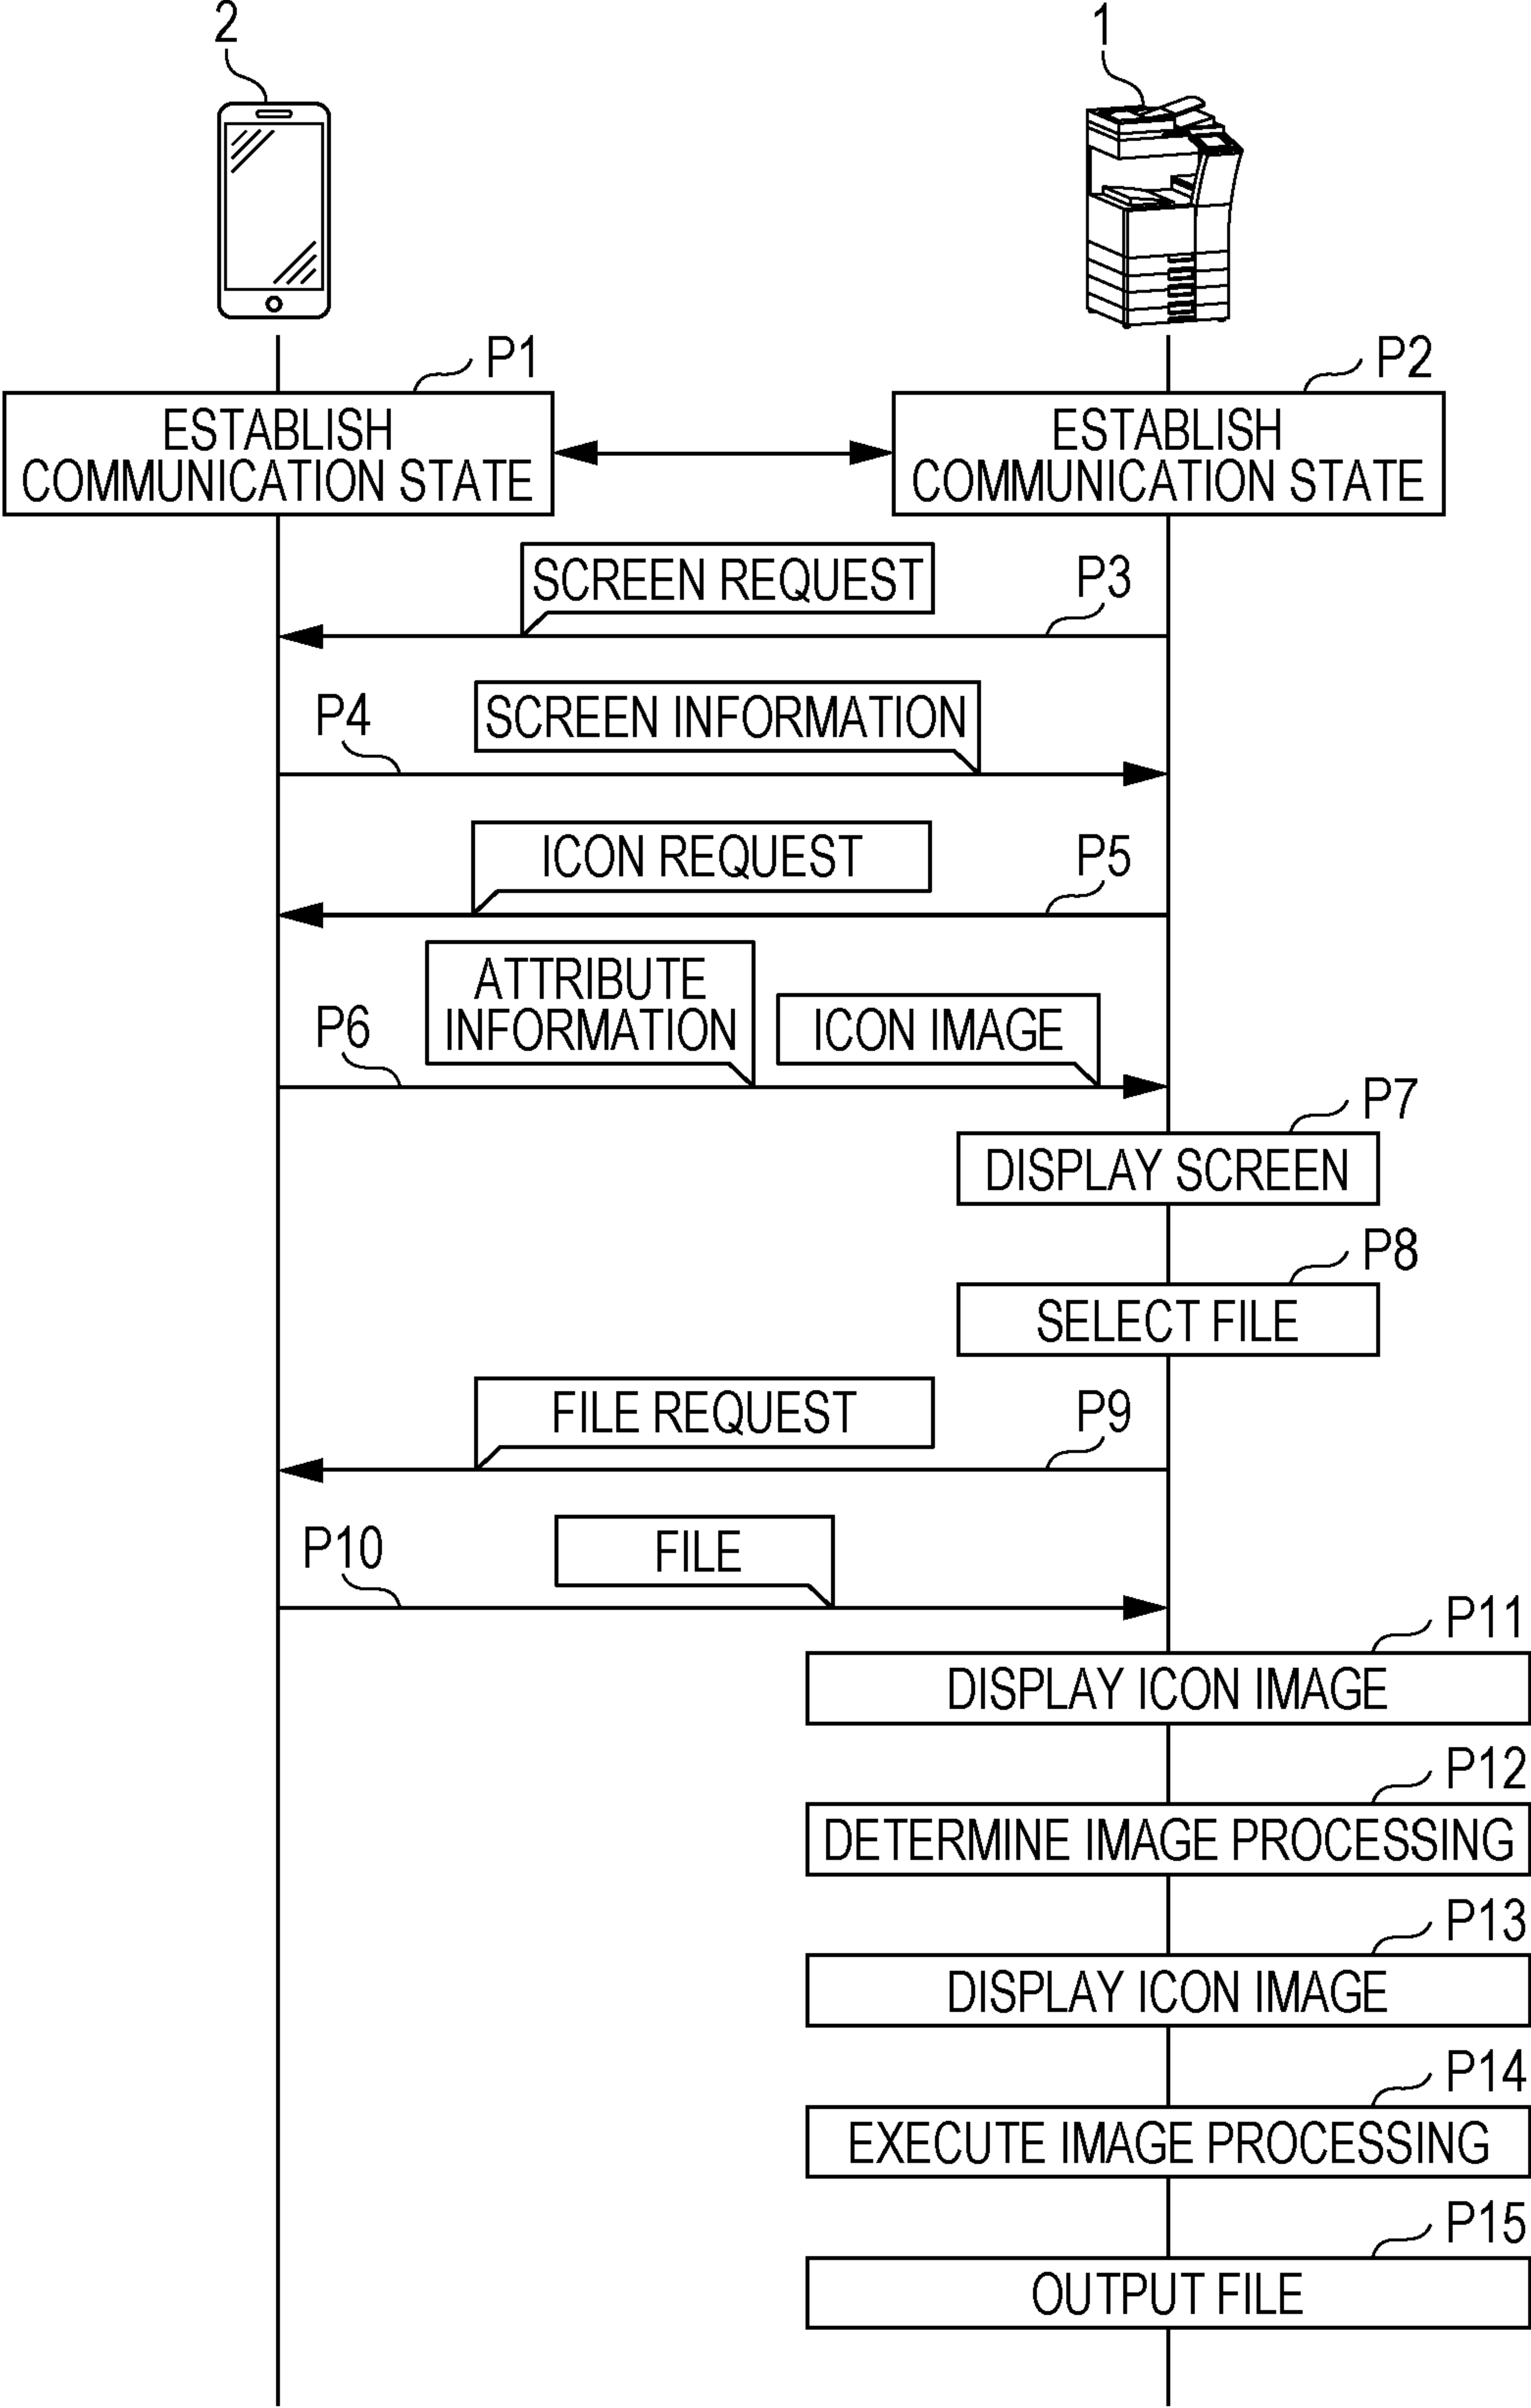 2
1
P1
P2
ESTABLISH
COMMUNICATION STATE
ESTABLISH
COMMUNICATION STATE
SCREEN REQUEST
P3
P4
SCREEN INFORMATION
ICON REQUEST
P5
P6
ATTRIBUTE
INFORMATION
ICON IMAGE
P7
DISPLAY SCREEN
P8
SELECT FILE
FILE REQUEST
P9
P10
FILE
P11
DISPLAY ICON IMAGE
P12
DETERMINE IMAGE PROCESSING
P13
DISPLAY ICON IMAGE
P14
EXECUTE IMAGE PROCESSING
P15
OUTPUT FILE